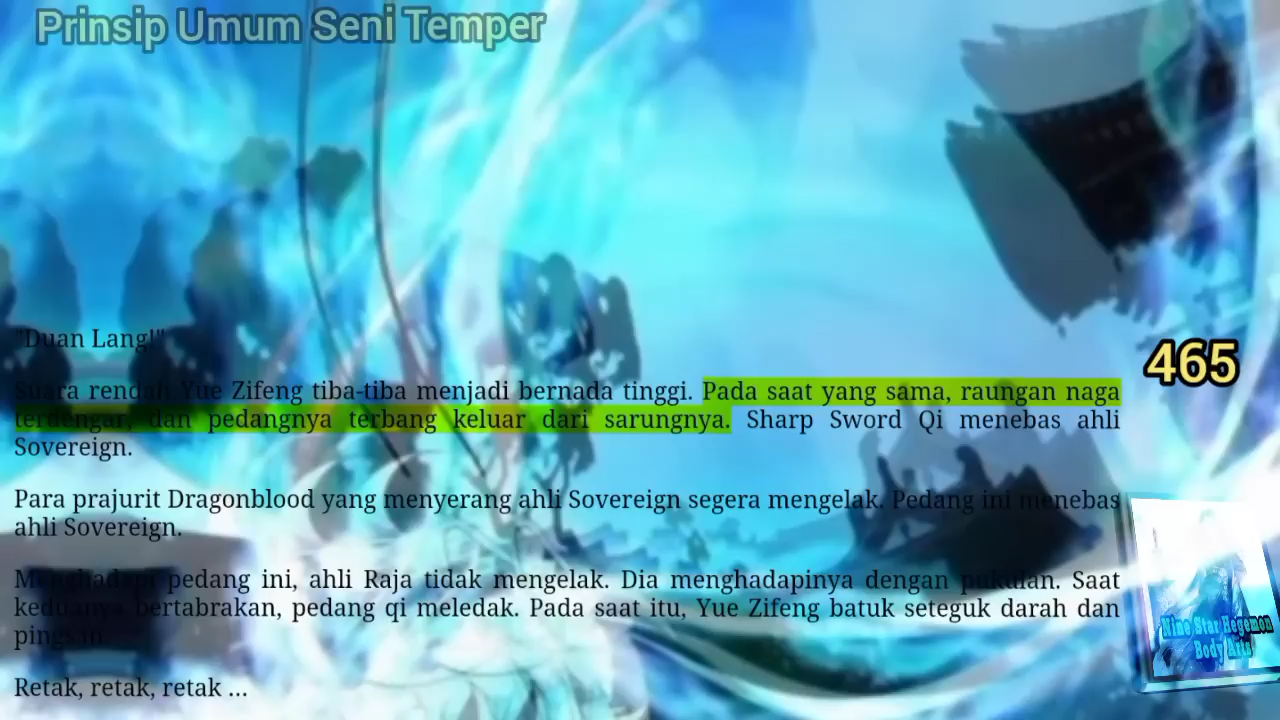 Prinsip Umum Seni Temper
"Duan Lang!"
Suara rendah Yue Zifeng tiba-tiba menjadi bernada tinggi. Pada saat yang sama, raungan naga
terdengar, dan pedangnya terbang keluar dari sarungnya. Sharp Sword Qi menebas ahli
Sovereign.
465
Para prajurit Dragonblood yang menyerang ahli Sovereign segera mengelak. Pedang ini menebas
ahli Sovereign.
Menghadapi pedang ini, ahli Raja tidak mengelak. Dia menghadapinya dengan pukulan. Saat
keduanya bertabrakan, pedang qi meledak. Pada saat itu, Yue Zifeng batuk seteguk darah dan
pingsan.
Nine Star Hegemon
Body Arts
Retak, retak, retak ...